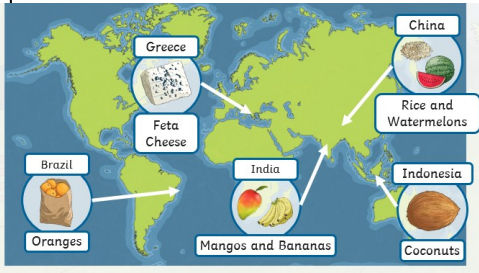 China
Rice and
Watermelons
Greece
Feta
Cheese
Brazil
Oranges
India
Mangos and Bananas
Indonesia
Coconuts